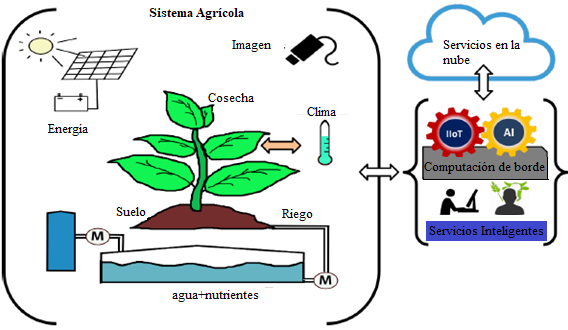 Sistema Agrícola
Imagen
Energia
Cosecha
Clima
Suelo
Riego
M
M
agua+nutrientes
Servicios en la
nube
IIoT
AI
Computación de borde
Servicios Inteligentes